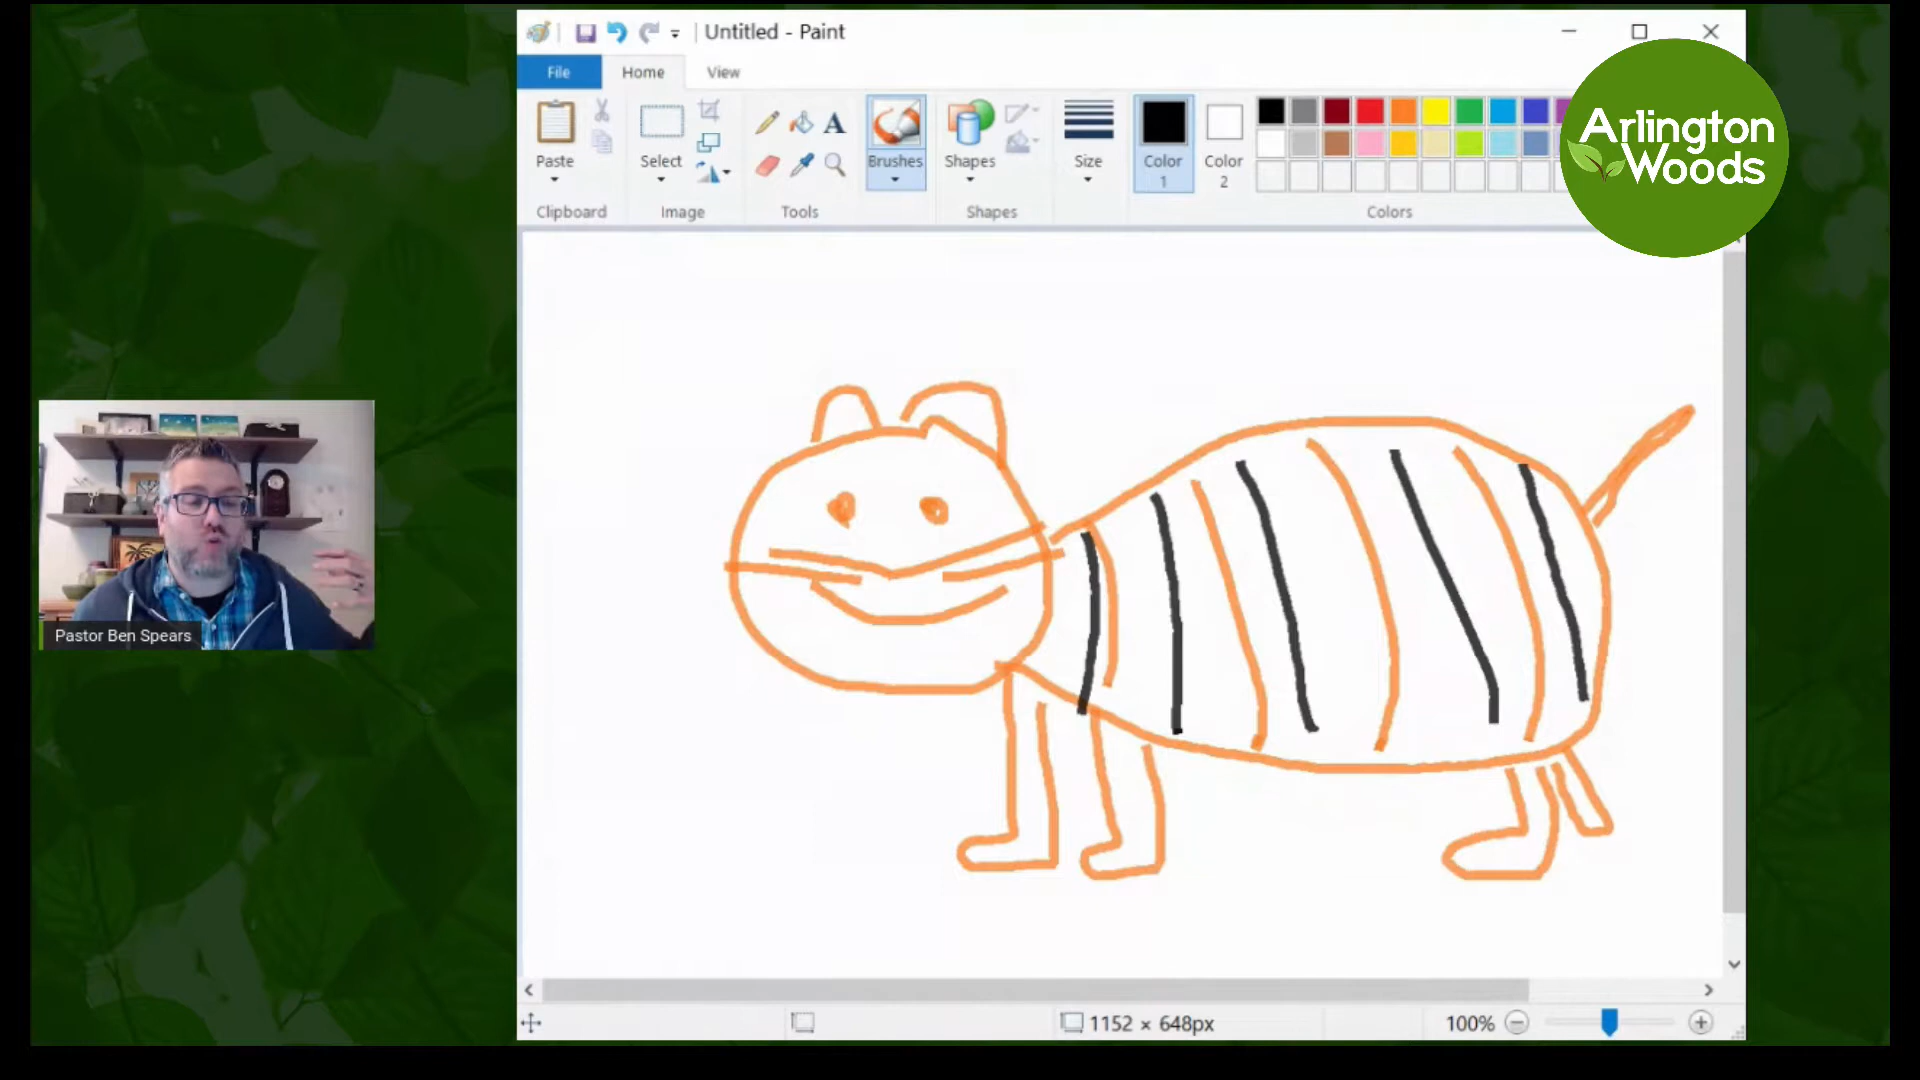 Untitled - Paint
File Home View
Paste
Select
Brushes
Shapes
Size
Color
1
Color
2
Clipboard
Image
Tools
Shapes
Colors
Arlington
Woods
Pastor Ben Spears
1152 × 648px
100%